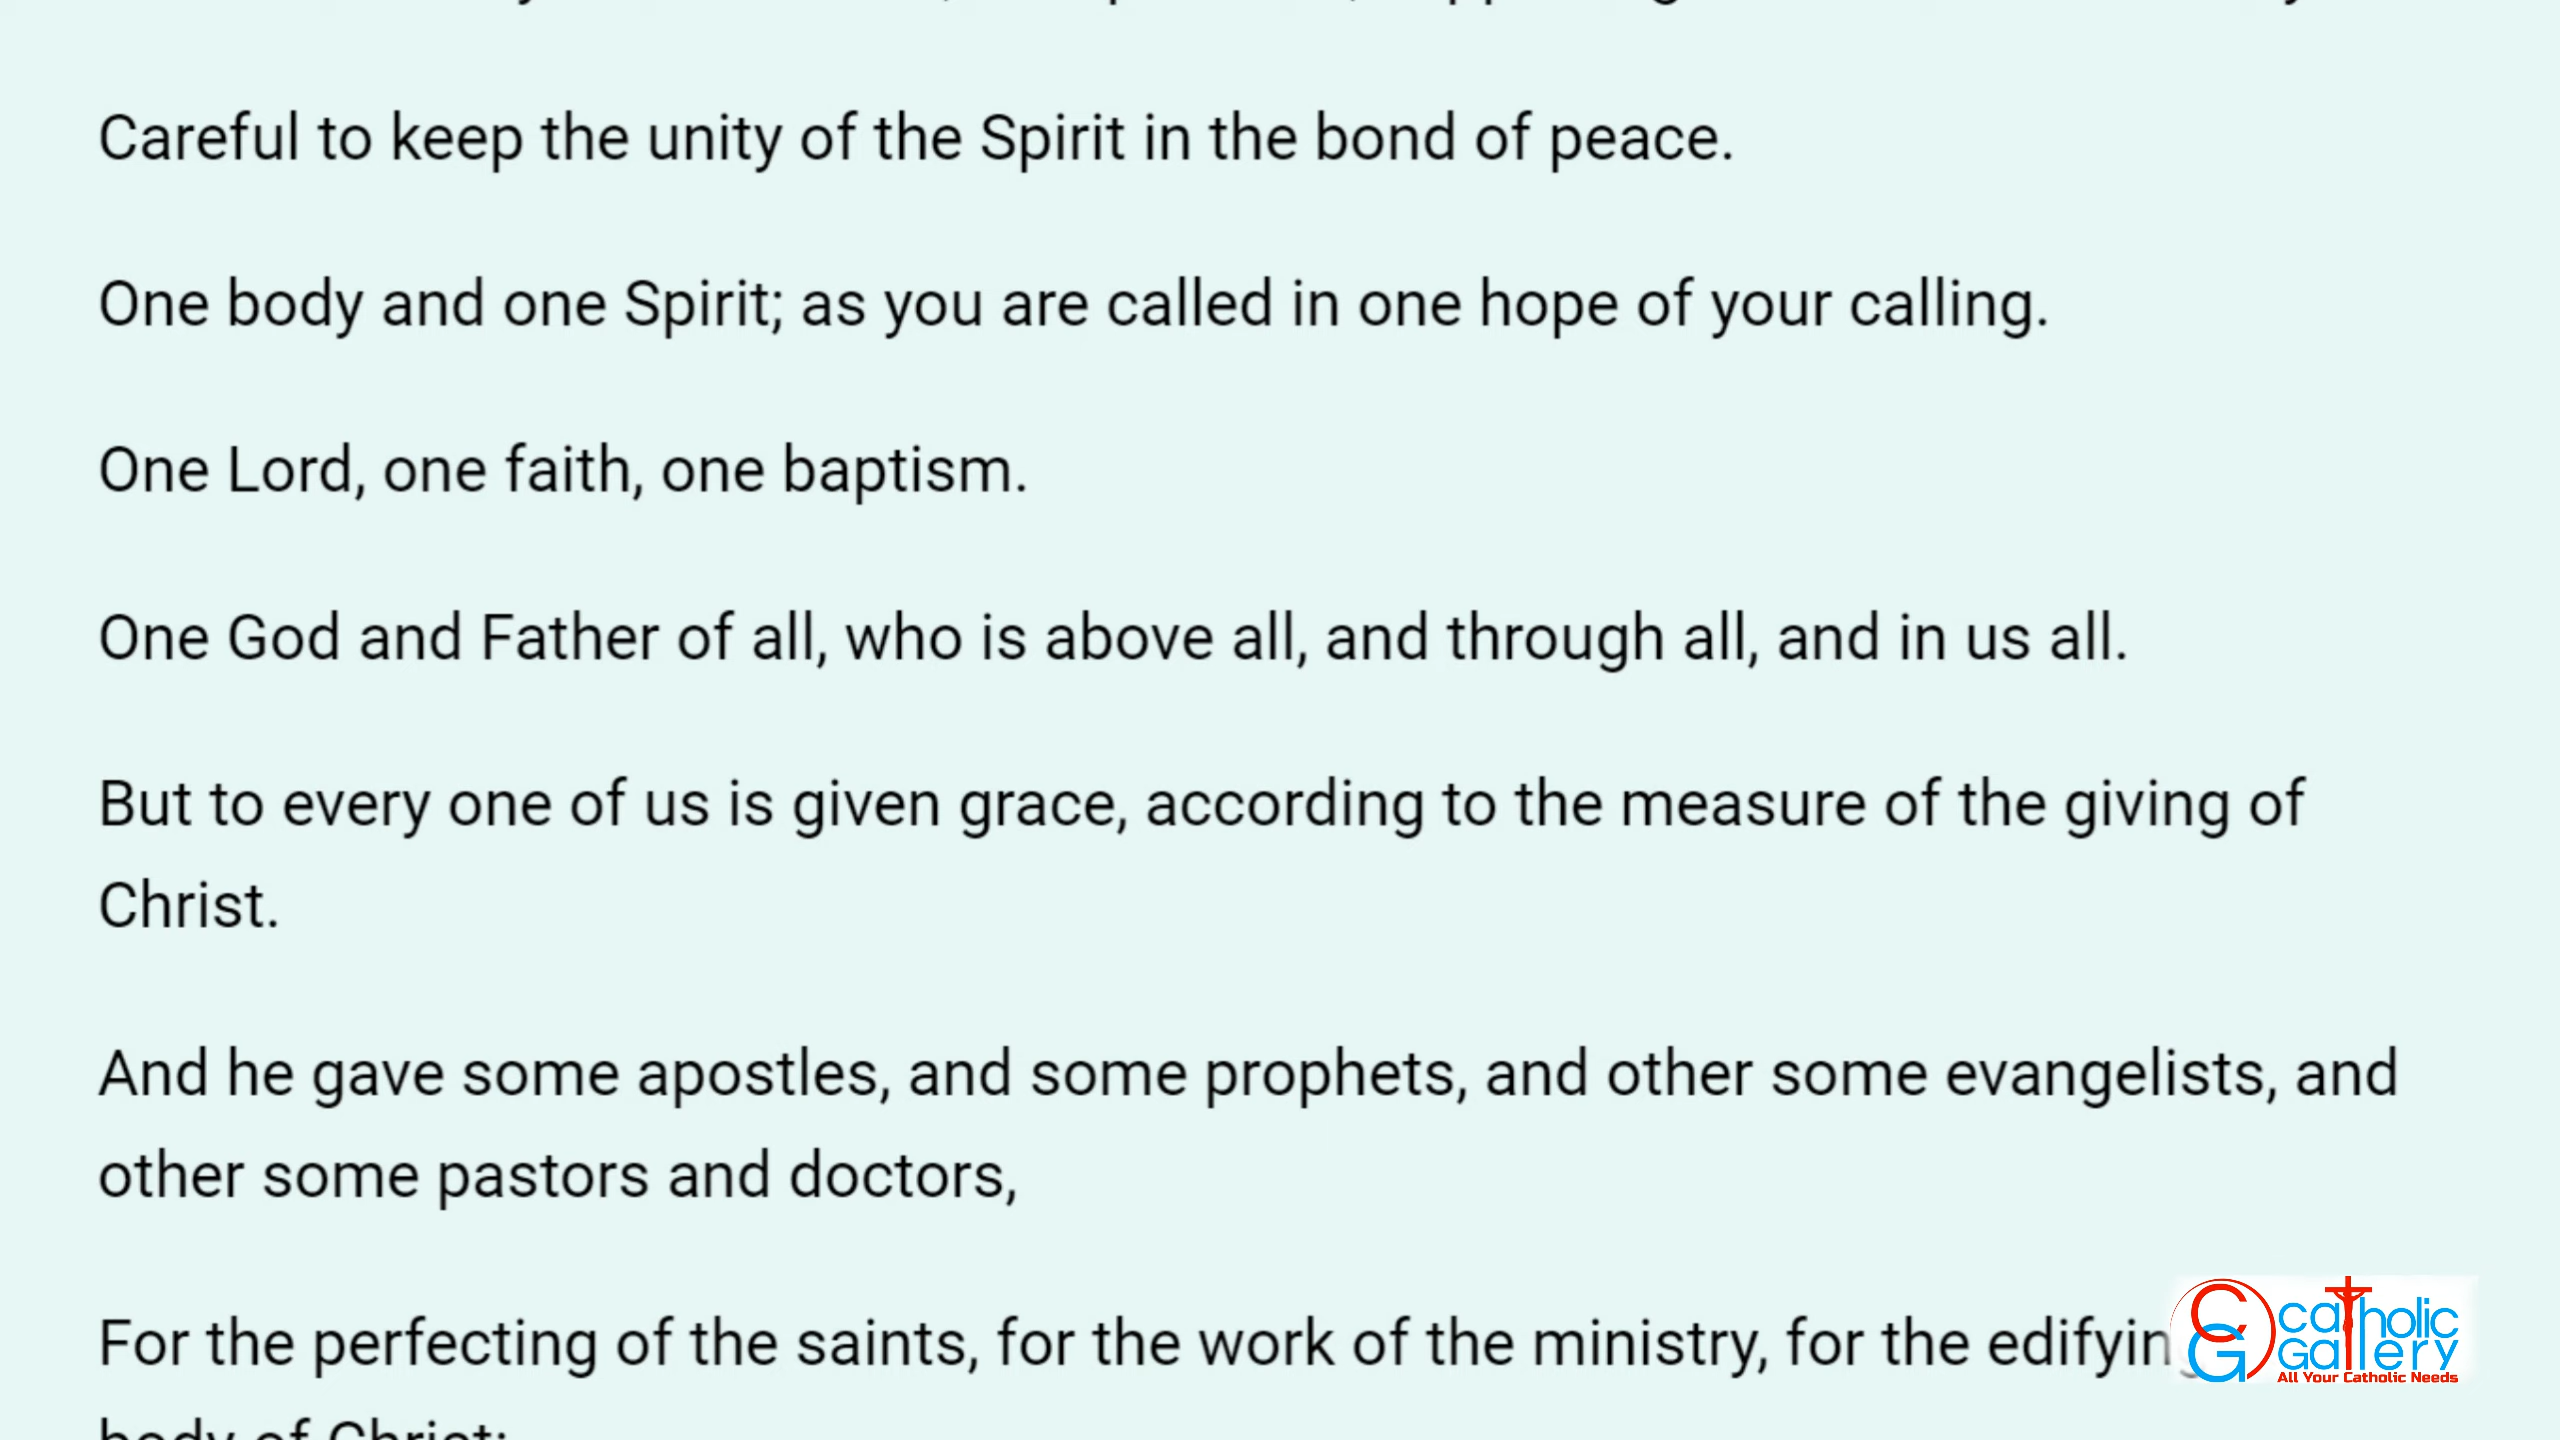 Careful to keep the unity of the Spirit in the bond of peace.
One body and one Spirit; as you are called in one hope of your calling.
One Lord, one faith, one baptism.
One God and Father of all, who is above all, and through all, and in us all.
But to every one of us is given grace, according to the measure of the giving of
Christ.
And he gave some apostles, and some prophets, and other some evangelists, and
other some pastors and doctors,
For the perfecting of the saints, for the work of the ministry, for the edifying
body of Christ:
CG
catholic
Gallery
All Your Catholic Needs